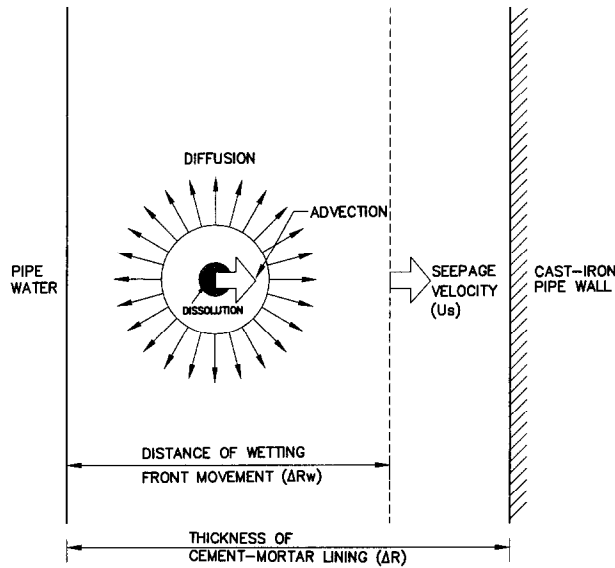 DIFFUSION
ADVECTION
PIPE
WATER
DISSOLUTION
SEEPAGE
VELOCITY
(Us)
CAST-IRON
PIPE WALL
DISTANCE OF WETTING
FRONT MOVEMENT (ΔRw)
THICKNESS OF
CEMENT-MORTAR LINING (ΔR)